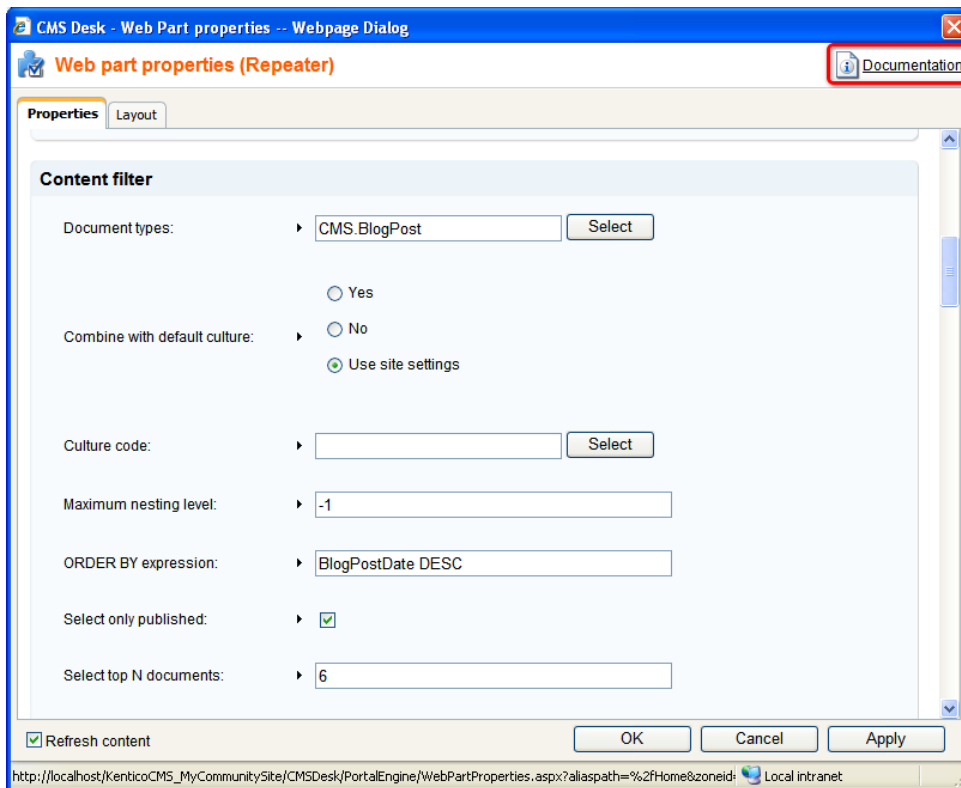 CMS Desk - Web Part properties -- Webpage Dialog
Web part properties (Repeater)
Documentation
Properties Layout
Content filter
Document types: CMS.BlogPost Select
Yes
No
Combine with default culture:
Use site settings
Culture code: Select
Maximum nesting level: -1
ORDER BY expression: BlogPostDate DESC
Select only published:
Select top N documents: 6
Refresh content OK Cancel Apply
http://localhost/KenticoCMS_MyCommunitySite/CMSDesk/PortalEngine/WebPartProperties.aspx?aliaspath=%2fHome&zoneid= Local intranet